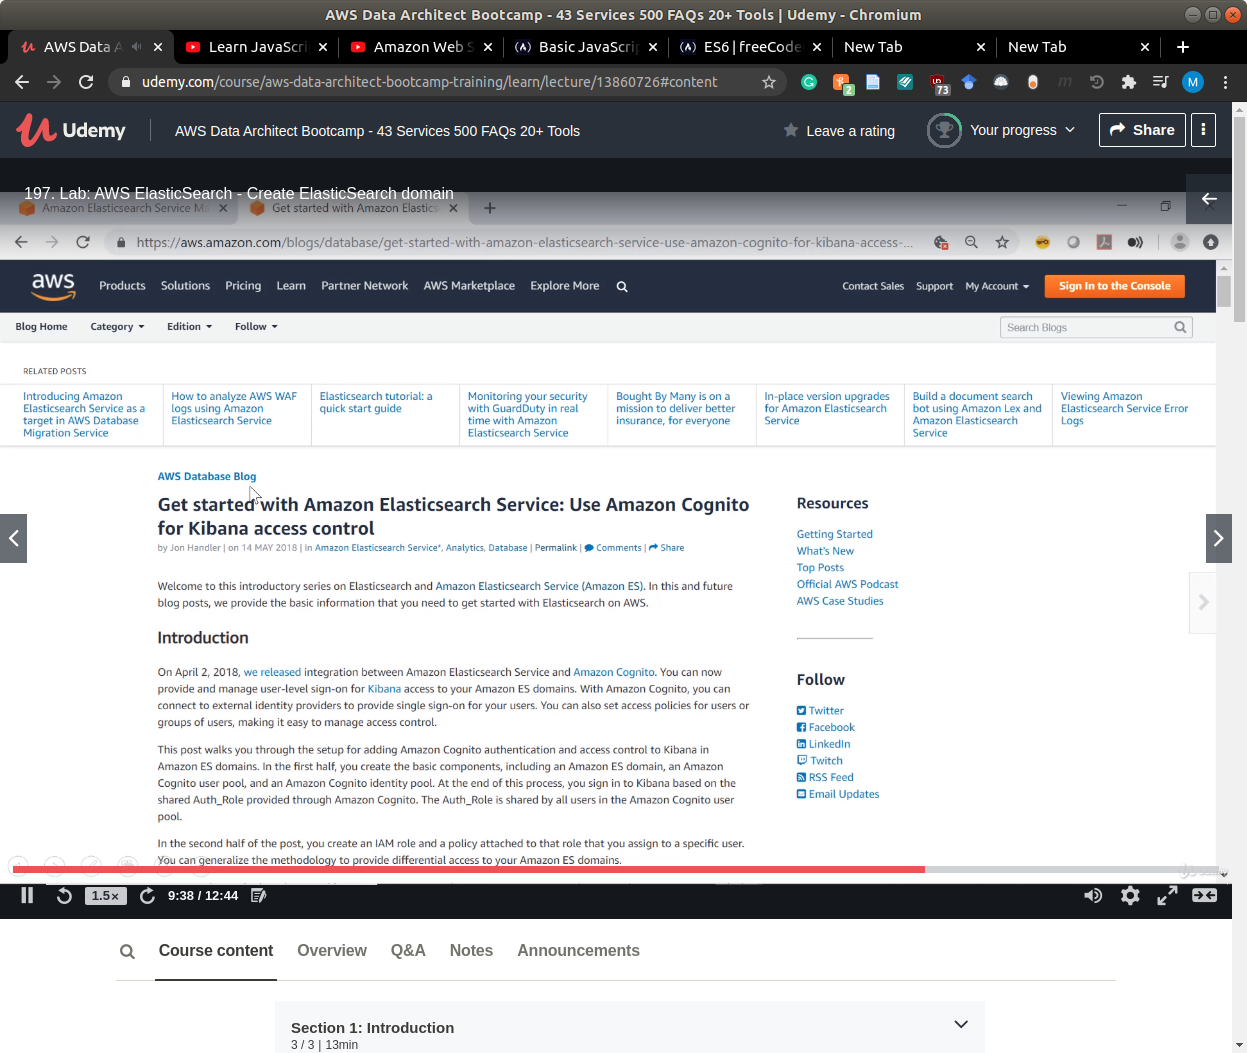 AWS Data Architect Bootcamp - 43 Services 500 FAQs 20+ Tools | Udemy - Chromium
AWS Data A
Learn JavaScri
Amazon Web S
Basic JavaScrip
ES6 | freeCode
New Tab
New Tab
udemy.com/course/aws-data-architect-bootcamp-training/learn/lecture/13860726#content
2
73
M
Udemy
AWS Data Architect Bootcamp - 43 Services 500 FAQs 20+ Tools
Leave a rating
Your progress
Share
197. Lab: AWS ElasticSearch - Create ElasticSearch domain
Amazon Elasticsearch Service M
Get started with Amazon Elastics
https://aws.amazon.com/blogs/database/get-started-with-amazon-elasticsearch-service-use-amazon-cognito-for-kibana-access-...
aws
Products
Solutions
Pricing
Learn
Partner Network
AWS Marketplace
Explore More
Contact Sales
Support
My Account
Sign In to the Console
Blog Home
Category
Edition
Follow
Search Blogs
RELATED POSTS
Introducing Amazon
Elasticsearch Service as a
target in AWS Database
Migration Service
How to analyze AWS WAF
logs using Amazon
Elasticsearch Service
Elasticsearch tutorial: a
quick start guide
Monitoring your security
with GuardDuty in real
time with Amazon
Elasticsearch Service
Bought By Many is on a
mission to deliver better
insurance, for everyone
In-place version upgrades
for Amazon Elasticsearch
Service
Build a document search
bot using Amazon Lex and
Amazon Elasticsearch
Service
Viewing Amazon
Elasticsearch Service Error
Logs
AWS Database Blog
Get started with Amazon Elasticsearch Service: Use Amazon Cognito
for Kibana access control
by Jon Handler | on 14 MAY 2018 | in Amazon Elasticsearch Service*, Analytics, Database | Permalink | Comments | Share
Welcome to this introductory series on Elasticsearch and Amazon Elasticsearch Service (Amazon ES). In this and future
blog posts, we provide the basic information that you need to get started with Elasticsearch on AWS.
Introduction
On April 2, 2018, we released integration between Amazon Elasticsearch Service and Amazon Cognito. You can now
provide and manage user-level sign-on for Kibana access to your Amazon ES domains. With Amazon Cognito, you can
connect to external identity providers to provide single sign-on for your users. You can also set access policies for users or
groups of users, making it easy to manage access control.
This post walks you through the setup for adding Amazon Cognito authentication and access control to Kibana in
Amazon ES domains. In the first half, you create the basic components, including an Amazon ES domain, an Amazon
Cognito user pool, and an Amazon Cognito identity pool. At the end of this process, you sign in to Kibana based on the
shared Auth_Role provided through Amazon Cognito. The Auth_Role is shared by all users in the Amazon Cognito user
pool.
In the second half of the post, you create an IAM role and a policy attached to that role that you assign to a specific user.
You can generalize the methodology to provide differential access to your Amazon ES domains.
Resources
Getting Started
What's New
Top Posts
Official AWS Podcast
AWS Case Studies
Follow
Twitter
Facebook
LinkedIn
Twitch
RSS Feed
Email Updates
1.5×
9:38 / 12:44
Course content
Overview
Q&A
Notes
Announcements
Section 1: Introduction
3 / 3 | 13min